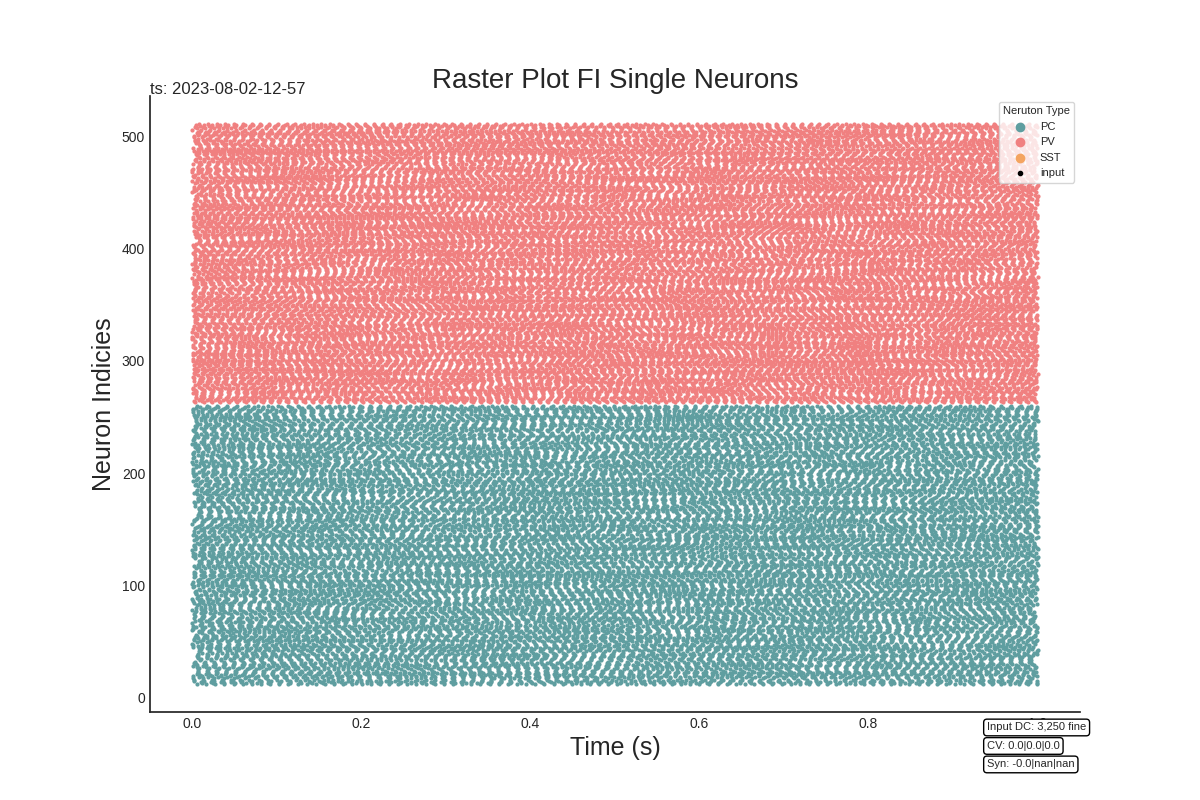 Raster Plot FI Single Neurons
ts: 2023-08-02-12-57
Neruton Type
PC
PV
SST
input
500
400
300
200
100
0
Neuron Indicies
0.0 0.2 0.4 0.6 0.8
Time (s)
Input DC: 3,250 fine
CV: 0.0|0.0|0.0
Syn: -0.0|nan|nan